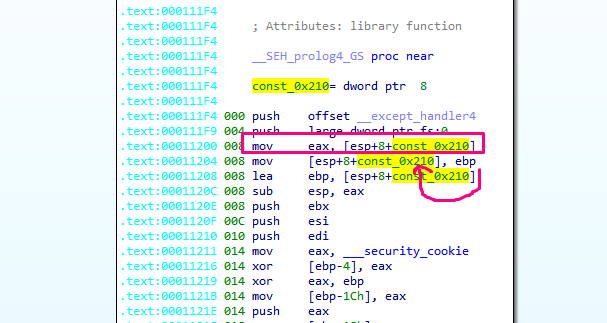 .text:000111F4
.text:000111F4 ; Attributes: library function
.text:000111F4
.text:000111F4 __SEH_prolog4_GS proc near
.text:000111F4
.text:000111F4 const_0x210= dword ptr 8
.text:000111F4
.text:000111F4 000 push offset __except_handler4
.text:000111F9 004 push large dword ptr fs:0
.text:00011200 008 mov eax, [esp+8+const_0x210]
.text:00011204 008 mov [esp+8+const_0x210], ebp
.text:00011208 008 lea ebp, [esp+8+const_0x210]
.text:0001120C 008 sub esp, eax
.text:0001120E 008 push ebx
.text:0001120F 00C push esi
.text:00011210 010 push edi
.text:00011211 014 mov eax, ___security_cookie
.text:00011216 014 xor [ebp-4], eax
.text:00011219 014 xor eax, ebp
.text:0001121B 014 mov [ebp-1Ch], eax
.text:0001121E 014 push eax